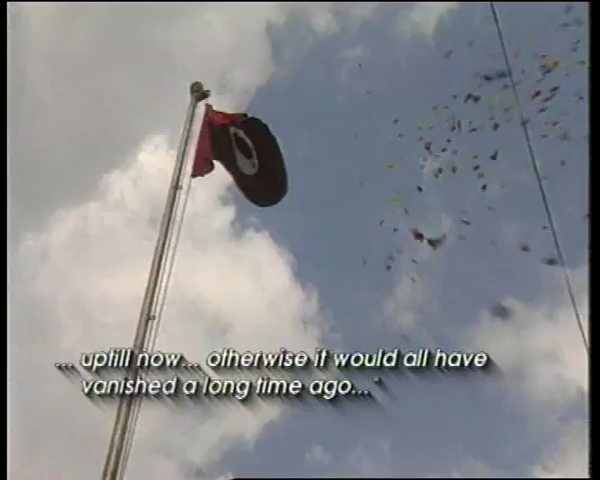 ... uptill now... otherwise it would all have
vanished a long time ago...